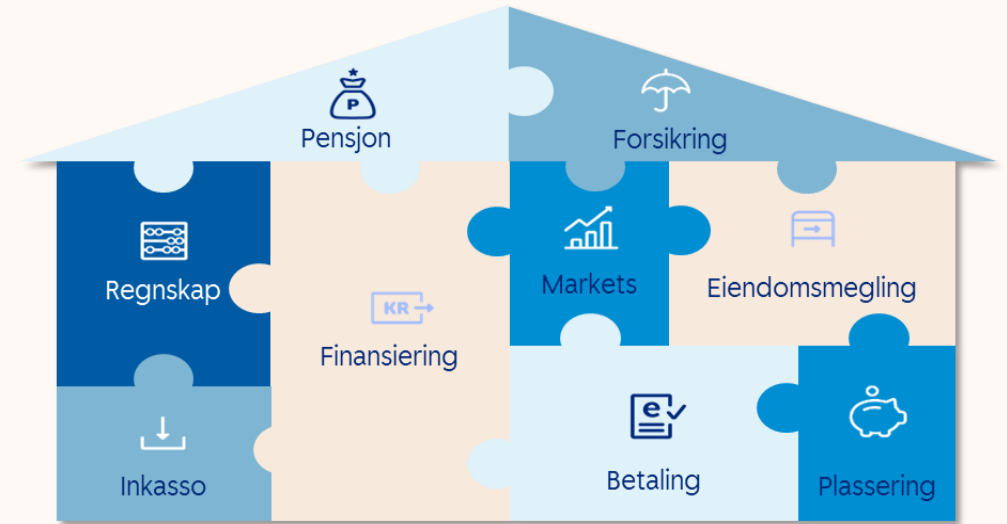 P
Pensjon
Forsikring
Regnskap
KR
Finansiering
Markets
Eiendomsmegling
Inkasso
e
Betaling
Plassering